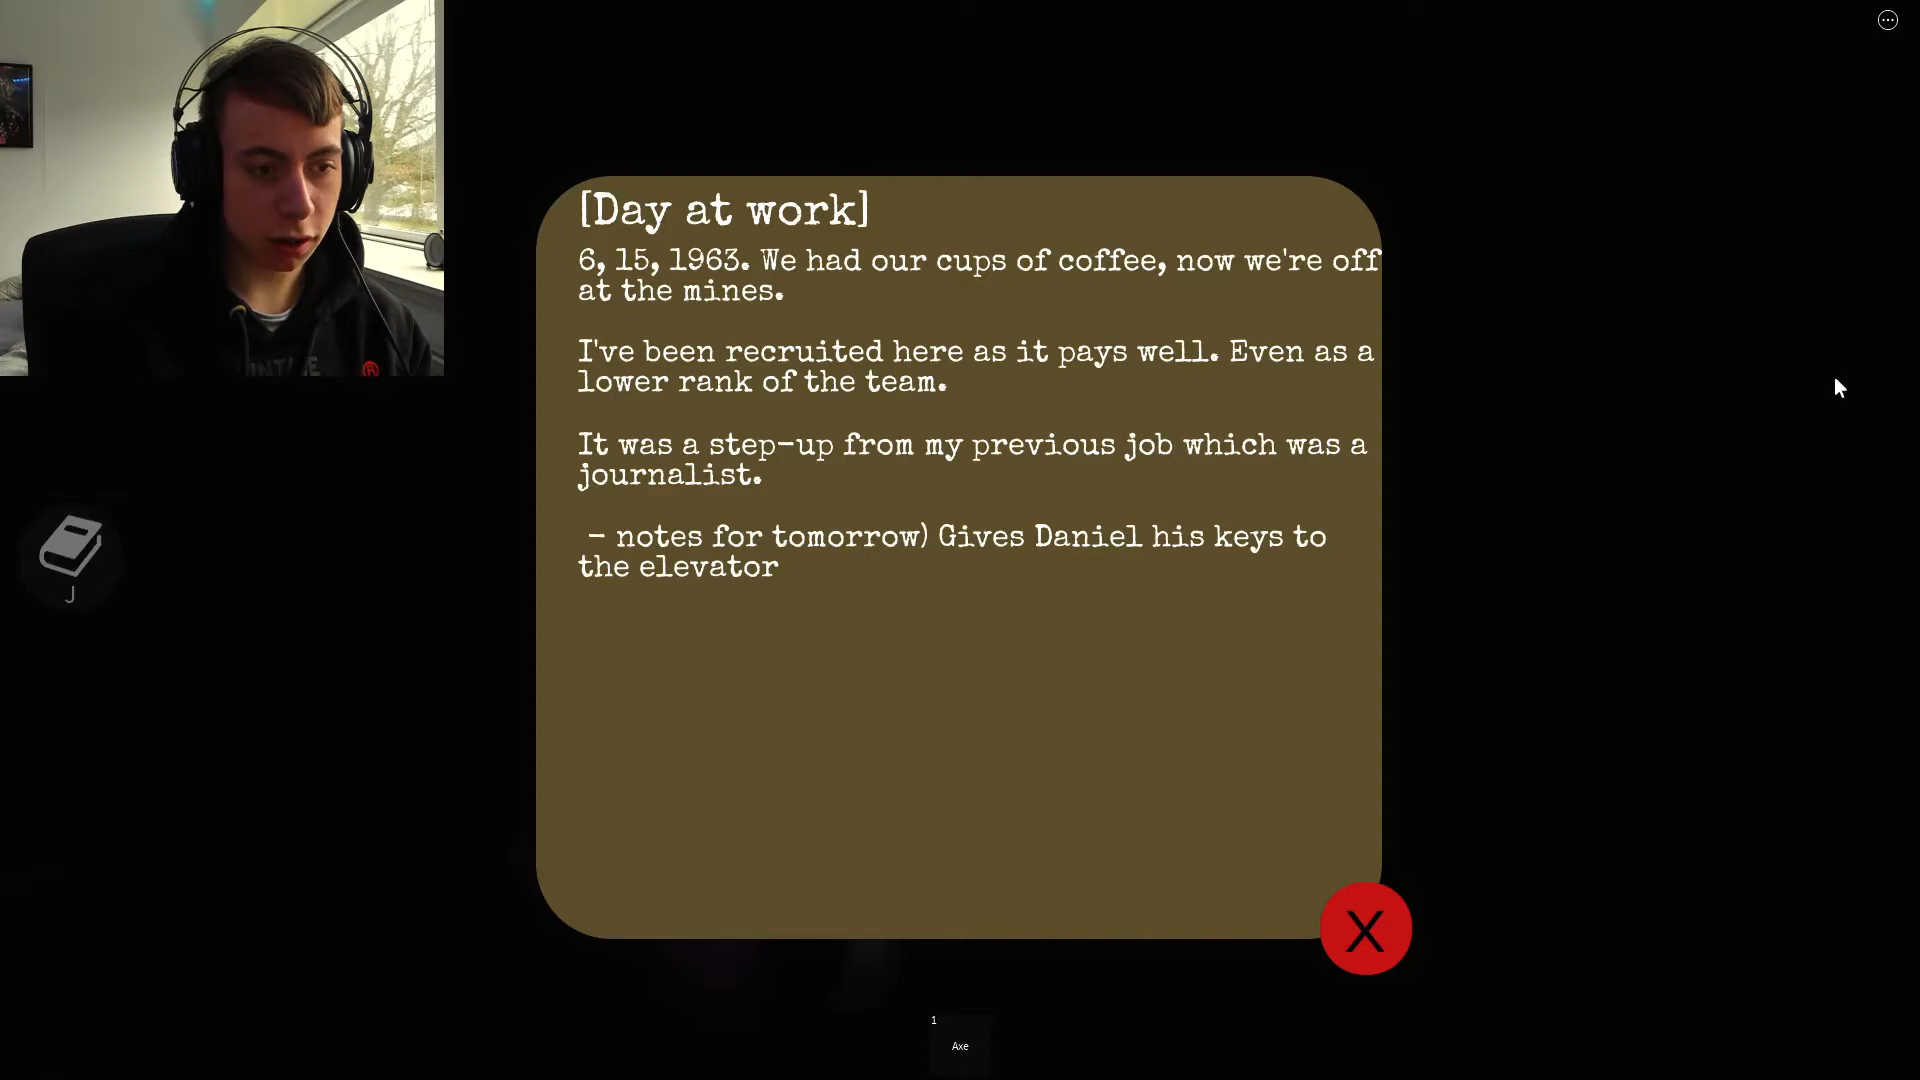 [Day at work]
6, 15, 1963. We had our cups of coffee, now we're off
at the mines.
I've been recruited here as it pays well. Even as a
lower rank of the team.
It was a step-up from my previous job which was a
journalist.
- notes for tomorrow) Gives Daniel his keys to
the elevator
J
X
1
Axe
®